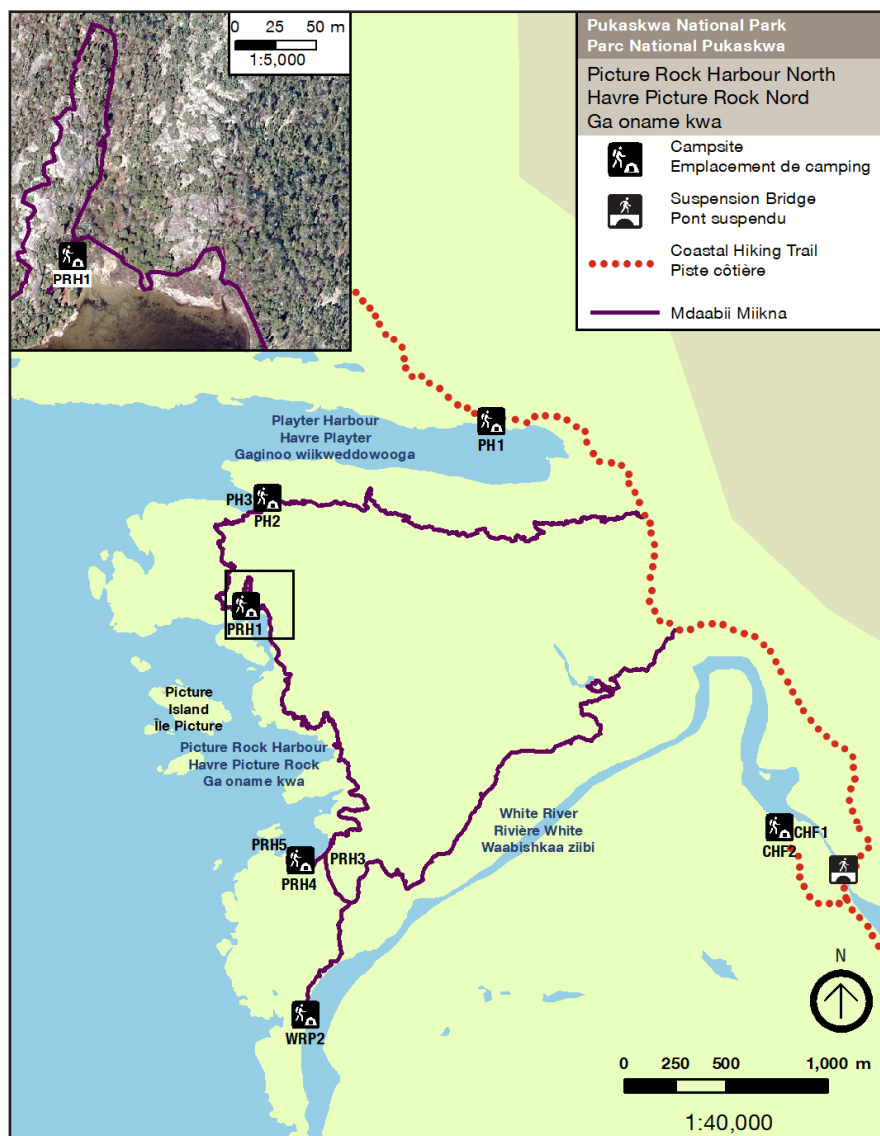 0 25 50 m
1:5,000
PRH1
Pukaskwa National Park
Parc National Pukaskwa
Picture Rock Harbour North
Havre Picture Rock Nord
Ga oname kwa
Campsite
Emplacement de camping
Suspension Bridge
Pont suspendu
Coastal Hiking Trail
Piste côtière
Mdaabii Miikna
Playter Harbour
Havre Playter
Gaginoo wiikweddowooga
PH1
PH3
PH2
PRH1
Picture
Island
Île Picture
Picture Rock Harbour
Havre Picture Rock
Ga oname kwa
White River
Rivière White
Waabishkaa ziibi
PRH5
PRH3
PRH4
CHF1
CHF2
WRP2
N
0 250 500 1,000 m
1:40,000